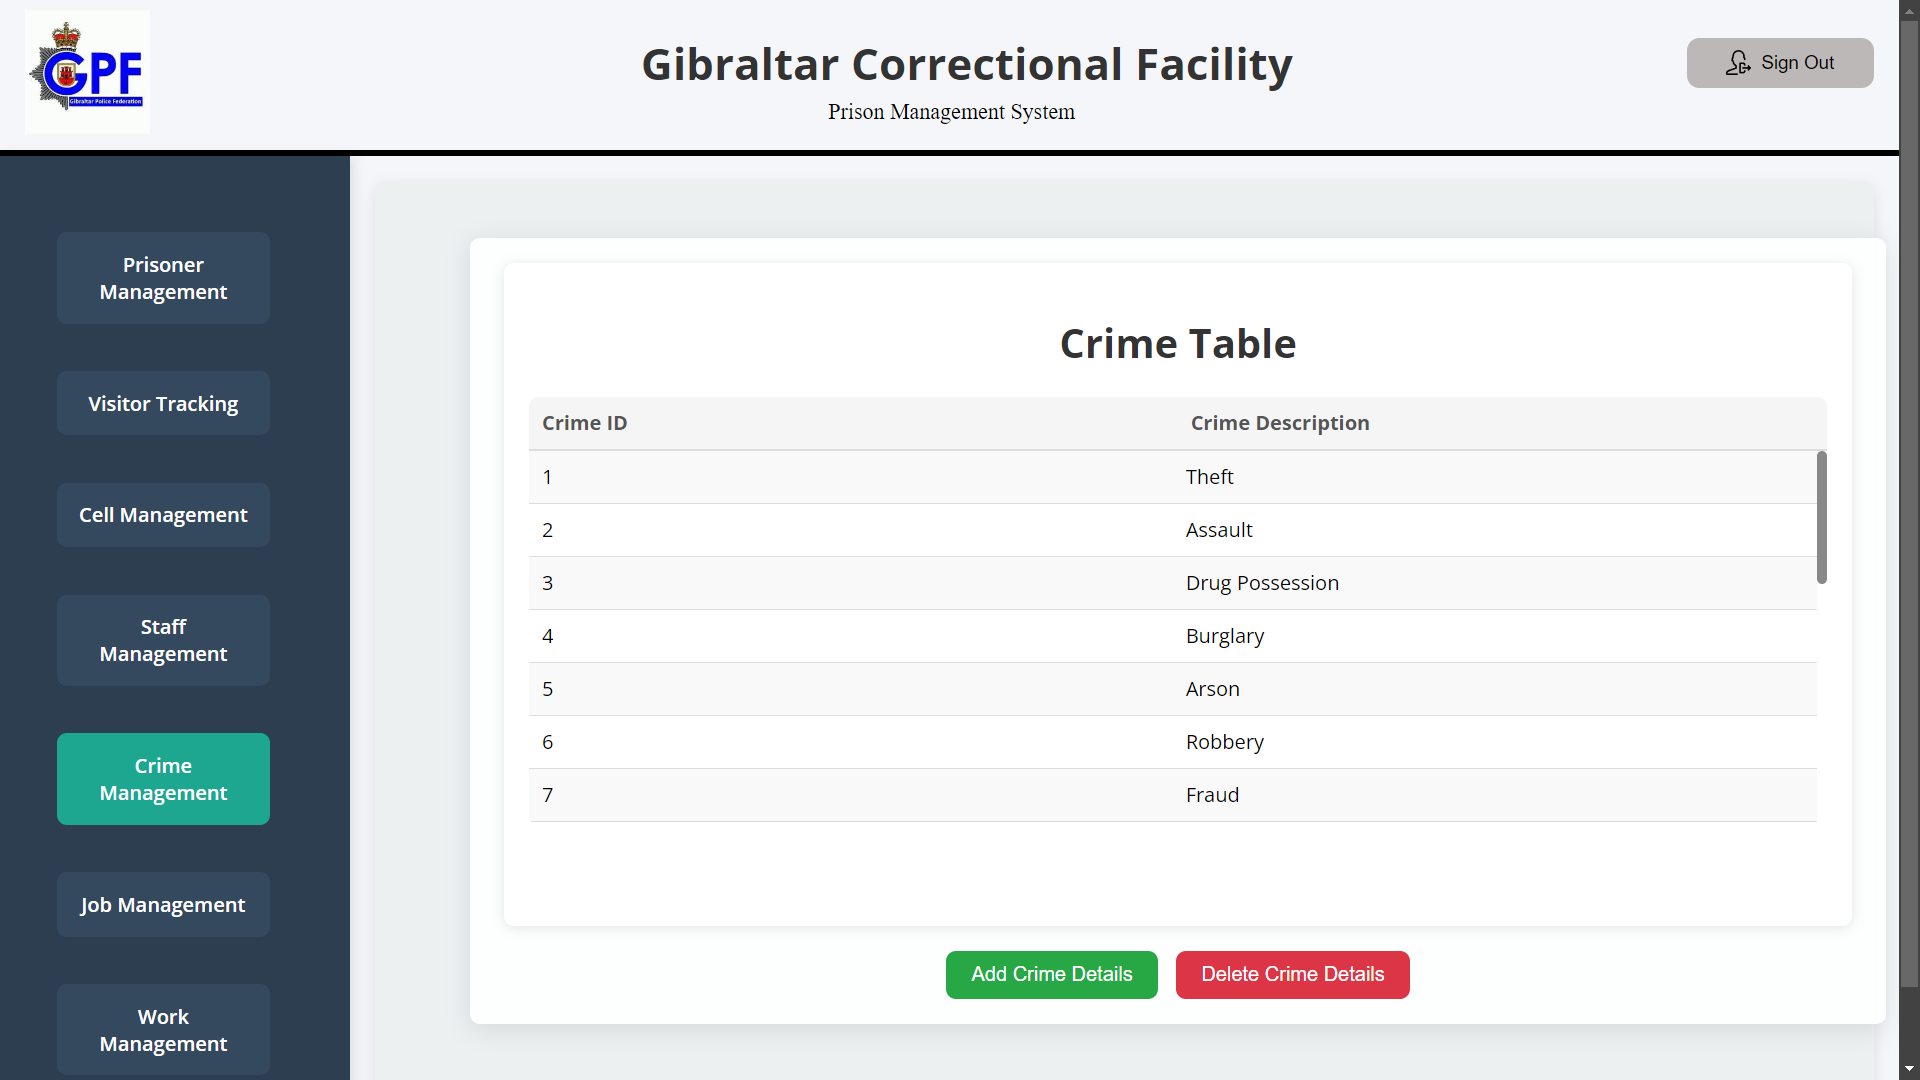 GPF
Gibraltar Police Federation
Gibraltar Correctional Facility
Prison Management System
Sign Out
Prisoner
Management
Visitor Tracking
Cell Management
Staff
Management
Crime
Management
Job Management
Work
Management
Crime Table
Crime ID Crime Description
1 Theft
2 Assault
3 Drug Possession
4 Burglary
5 Arson
6 Robbery
7 Fraud
Add Crime Details Delete Crime Details